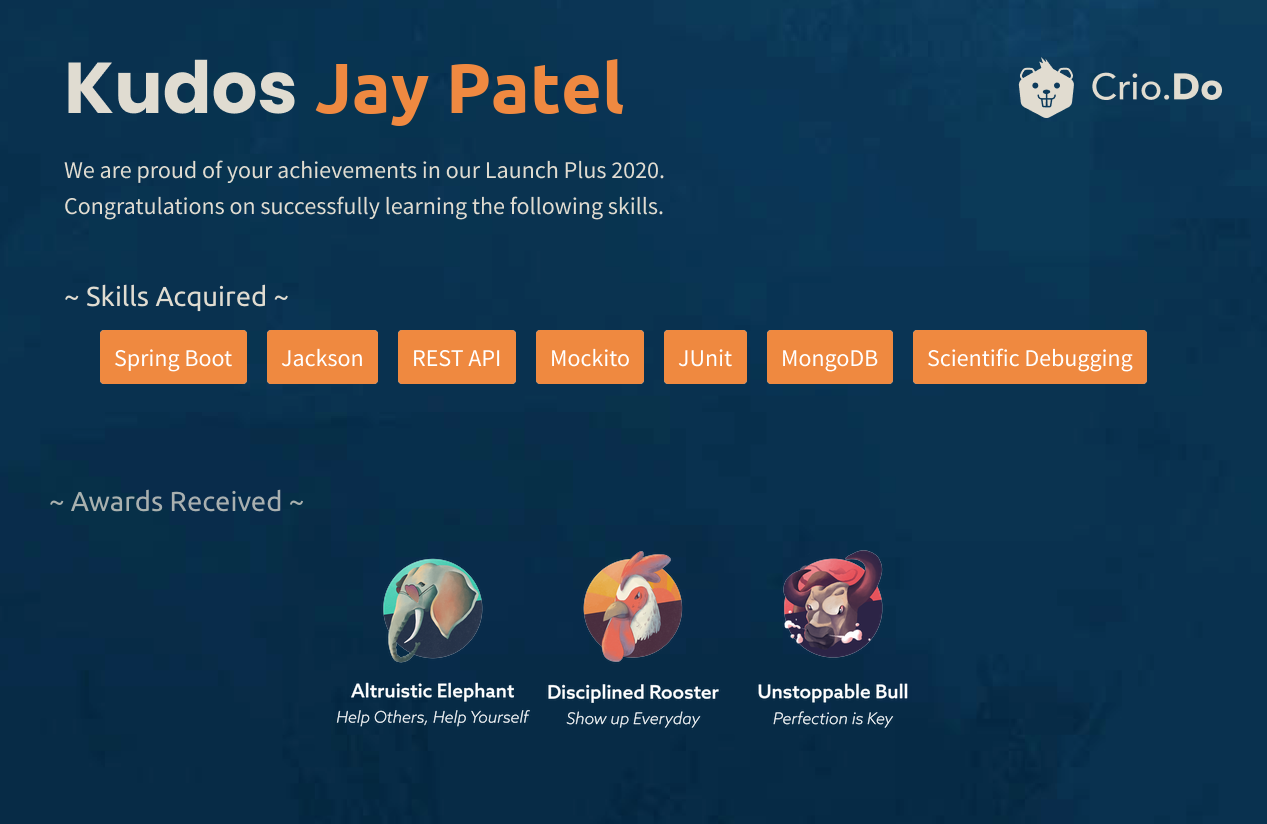 Kudos Jay Patel
Crio.Do
We are proud of your achievements in our Launch Plus 2020.
Congratulations on successfully learning the following skills.
~ Skills Acquired ~
Spring Boot Jackson REST API Mockito JUnit MongoDB Scientific Debugging
~ Awards Received ~
Altruistic Elephant Disciplined Rooster Unstoppable Bull
Help Others, Help Yourself Show up Everyday Perfection is Key